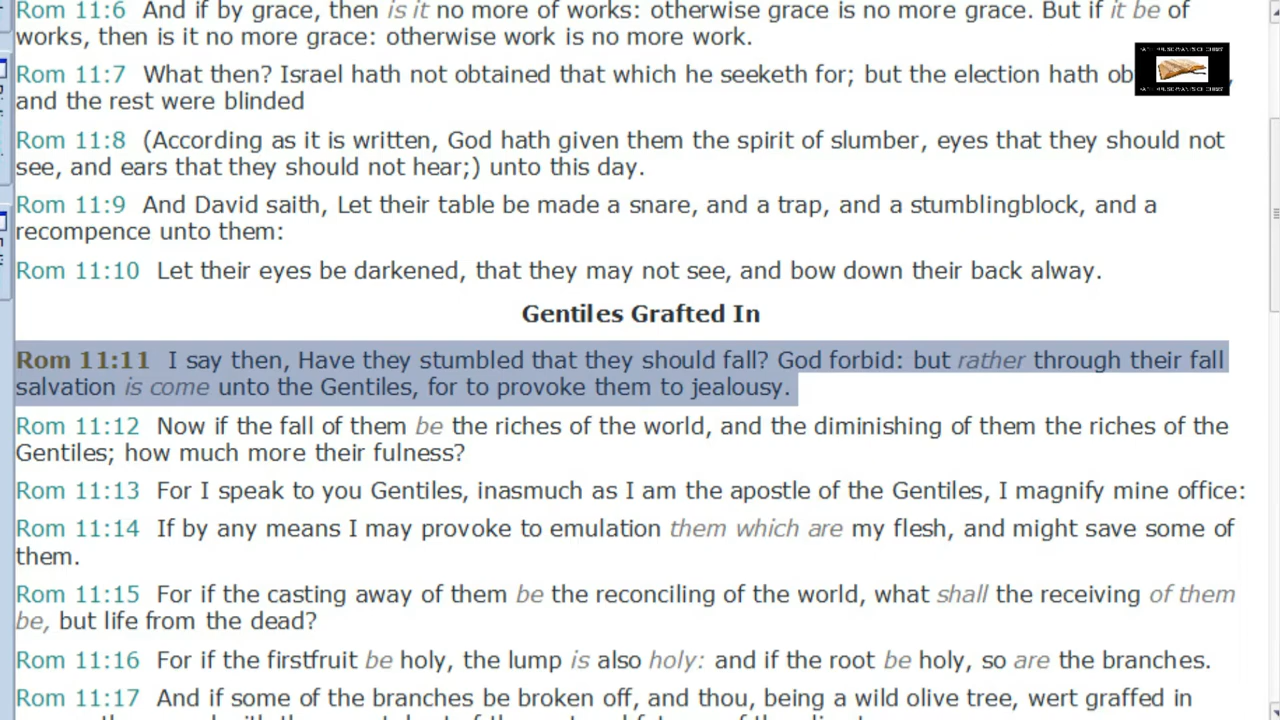 Rom 11:6 And if by grace, then is it no more of works: otherwise grace is no more grace. But if it be of
works, then is it no more grace: otherwise work is no more work.
Rom 11:7 What then? Israel hath not obtained that which he seeketh for; but the election hath
and the rest were blinded
Rom 11:8 (According as it is written, God hath given them the spirit of slumber, eyes that they should not
see, and ears that they should not hear;) unto this day.
Rom 11:9 And David saith, Let their table be made a snare, and a trap, and a stumblingblock, and a
recompence unto them:
Rom 11:10 Let their eyes be darkened, that they may not see, and bow down their back alway.
Gentiles Grafted In
Rom 11:11 I say then, Have they stumbled that they should fall? God forbid: but rather through their fall
salvation is come unto the Gentiles, for to provoke them to jealousy.
Rom 11:12 Now if the fall of them be the riches of the world, and the diminishing of them the riches of the
Gentiles; how much more their fulness?
Rom 11:13 For I speak to you Gentiles, inasmuch as I am the apostle of the Gentiles, I magnify mine office:
Rom 11:14 If by any means I may provoke to emulation them which are my flesh, and might save some of
them.
Rom 11:15 For if the casting away of them be the reconciling of the world, what shall the receiving of them
be, but life from the dead?
Rom 11:16 For if the firstfruit be holy, the lump is also holy: and if the root be holy, so are the branches.
Rom 11:17 And if some of the branches be broken off, and thou, being a wild olive tree, wert graffed in